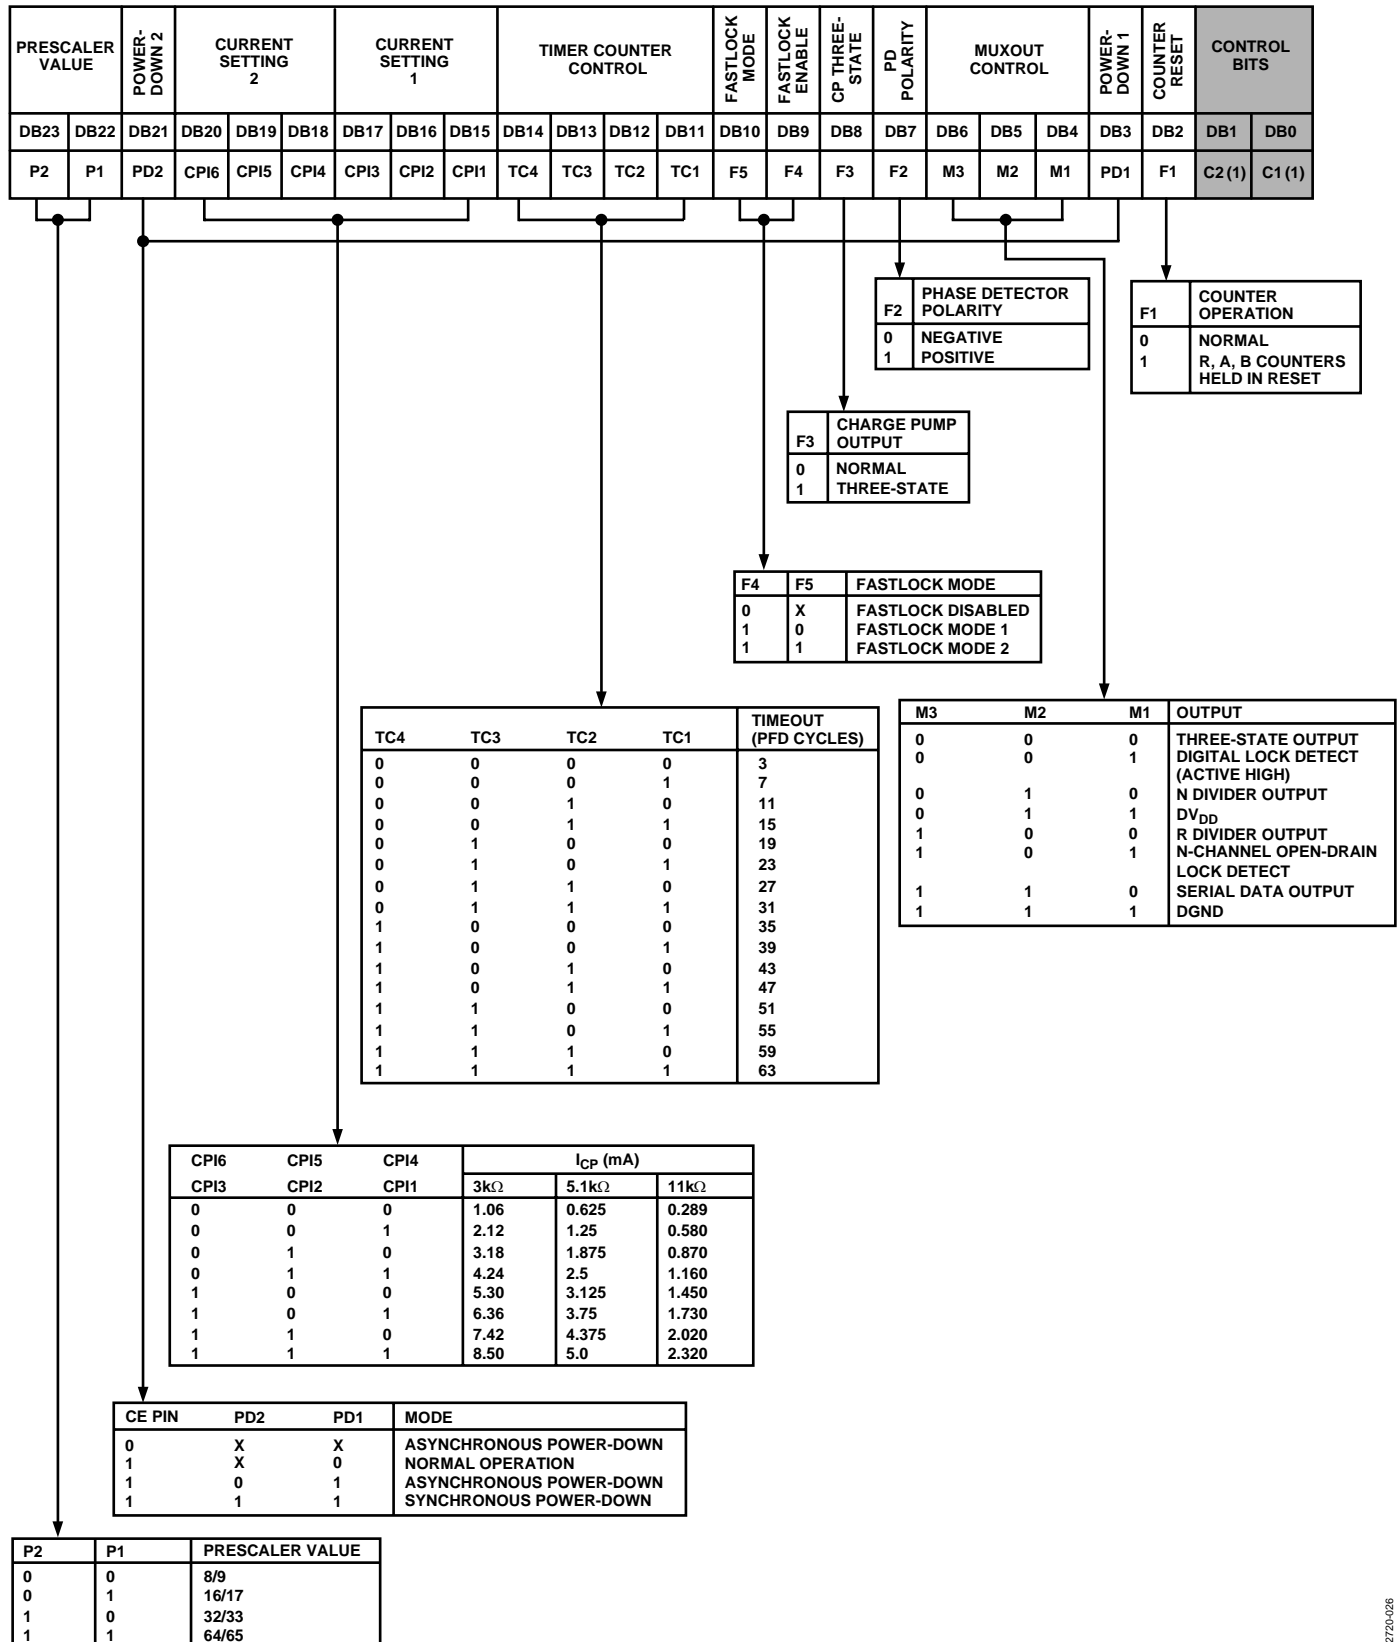 PRESCALER VALUE
POWER-DOWN 2
CURRENT SETTING 2
CURRENT SETTING 1
TIMER COUNTER CONTROL
FASTLOCK MODE
FASTLOCK ENABLE
CP THREE-STATE
PD POLARITY
MUXOUT CONTROL
POWER-DOWN 1
COUNTER RESET
CONTROL BITS
DB23 DB22 DB21 DB20 DB19 DB18 DB17 DB16 DB15 DB14 DB13 DB12 DB11 DB10 DB9 DB8 DB7 DB6 DB5 DB4 DB3 DB2 DB1 DB0
P2 P1 PD2 CPI6 CPI5 CPI4 CPI3 CPI2 CPI1 TC4 TC3 TC2 TC1 F5 F4 F3 F2 M3 M2 M1 PD1 F1 C2 (1) C1 (1)
F2 PHASE DETECTOR POLARITY
0 NEGATIVE
1 POSITIVE
F1 COUNTER OPERATION
0 NORMAL
1 R, A, B COUNTERS
HELD IN RESET
F3 CHARGE PUMP OUTPUT
0 NORMAL
1 THREE-STATE
F4 F5 FASTLOCK MODE
0 X FASTLOCK DISABLED
1 0 FASTLOCK MODE 1
1 1 FASTLOCK MODE 2
TC4 TC3 TC2 TC1 TIMEOUT (PFD CYCLES)
0 0 0 0 3
0 0 0 1 7
0 0 1 0 11
0 0 1 1 15
0 1 0 0 19
0 1 0 1 23
0 1 1 0 27
0 1 1 1 31
1 0 0 0 35
1 0 0 1 39
1 0 1 0 43
1 0 1 1 47
1 1 0 0 51
1 1 0 1 55
1 1 1 0 59
1 1 1 1 63
M3 M2 M1 OUTPUT
0 0 0 THREE-STATE OUTPUT
0 0 1 DIGITAL LOCK DETECT
(ACTIVE HIGH)
0 1 0 N DIVIDER OUTPUT
0 1 1 DVDD
1 0 0 R DIVIDER OUTPUT
1 0 1 N-CHANNEL OPEN-DRAIN
LOCK DETECT
1 1 0 SERIAL DATA OUTPUT
1 1 1 DGND
CPI6 CPI5 CPI4 ICP (mA)
CPI3 CPI2 CPI1 3kΩ 5.1kΩ 11kΩ
0 0 0 1.06 0.625 0.289
0 0 1 2.12 1.25 0.580
0 1 0 3.18 1.875 0.870
0 1 1 4.24 2.5 1.160
1 0 0 5.30 3.125 1.450
1 0 1 6.36 3.75 1.730
1 1 0 7.42 4.375 2.020
1 1 1 8.50 5.0 2.320
CE PIN PD2 PD1 MODE
0 X X ASYNCHRONOUS POWER-DOWN
1 X 0 NORMAL OPERATION
1 0 1 ASYNCHRONOUS POWER-DOWN
1 1 1 SYNCHRONOUS POWER-DOWN
P2 P1 PRESCALER VALUE
0 0 8/9
0 1 16/17
1 0 32/33
1 1 64/65
2720-026